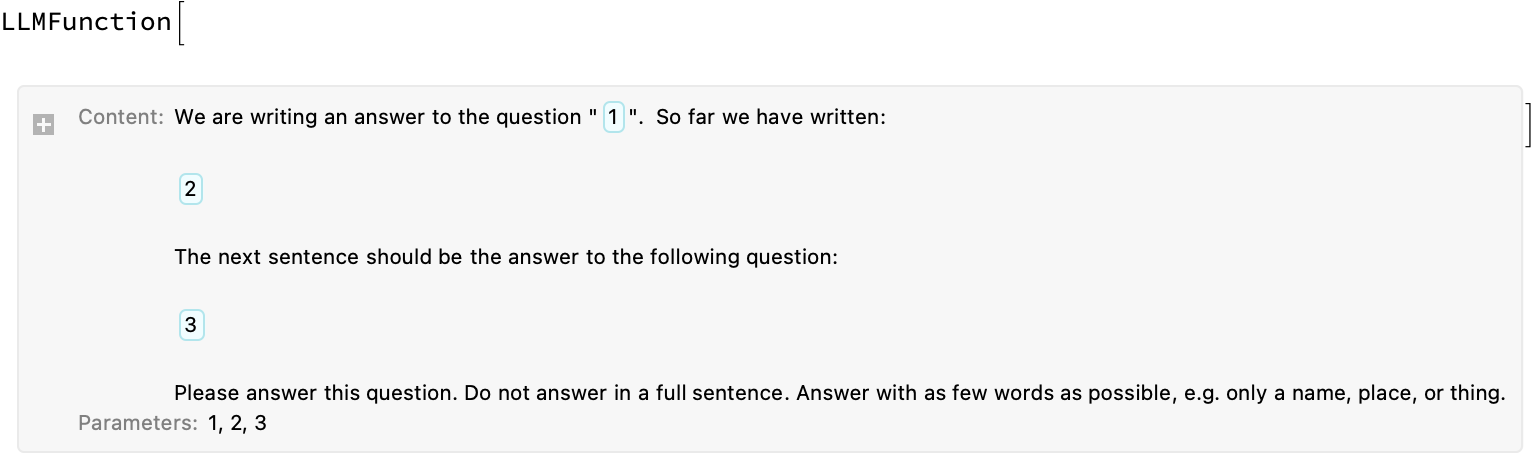 LLMFunction[
Content: We are writing an answer to the question " 1 ".  So far we have written:
]
2
The next sentence should be the answer to the following question:
3
Please answer this question. Do not answer in a full sentence. Answer with as few words as possible, e.g. only a name, place, or thing.
Parameters: 1, 2, 3